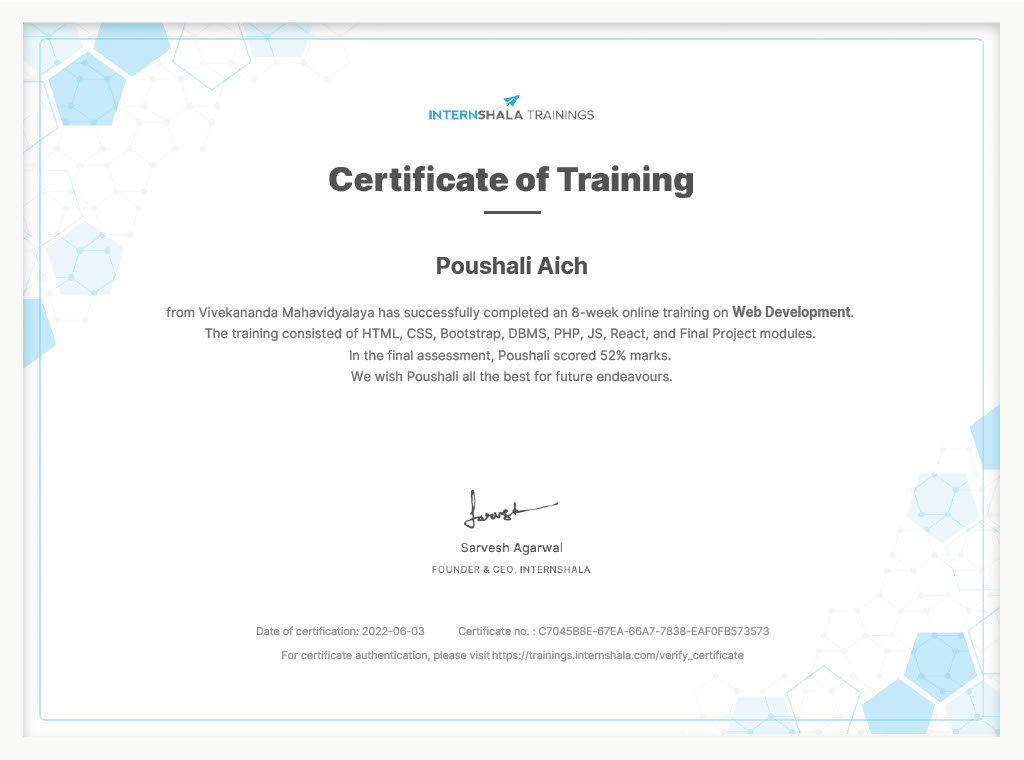 INTERNSHALA TRAININGS
Certificate of Training
Poushali Aich
from Vivekananda Mahavidyalaya has successfully completed an 8-week online training on Web Development.
The training consisted of HTML, CSS, Bootstrap, DBMS, PHP, JS, React, and Final Project modules.
In the final assessment, Poushali scored 52% marks.
We wish Poushali all the best for future endeavours.
Sarvesh
Sarvesh Agarwal
FOUNDER & CEO, INTERNSHALA
Date of certification: 2022-06-03 Certificate no. : C7045B8E-67EA-66A7-7838-EAF0FB573573
For certificate authentication, please visit https://trainings.internshala.com/verify_certificate